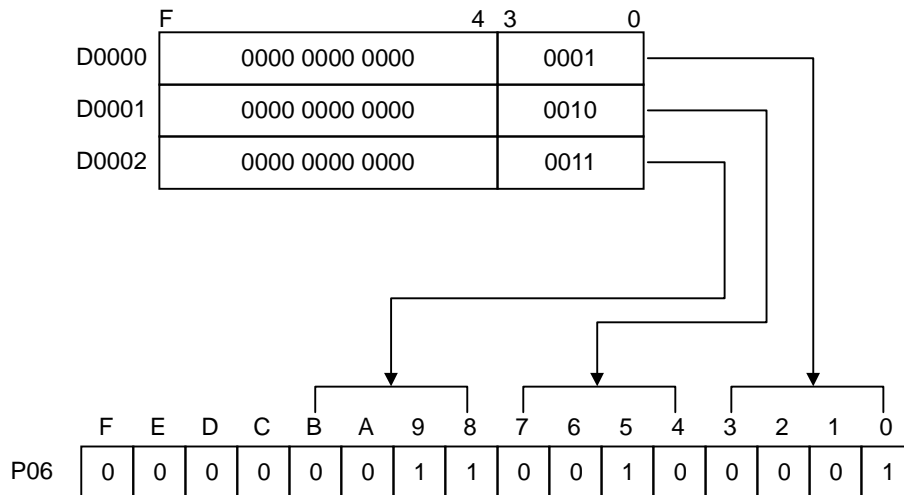 F 4 3 0
D0000 0000 0000 0000 0001
D0001 0000 0000 0000 0010
D0002 0000 0000 0000 0011
F E D C B A 9 8 7 6 5 4 3 2 1 0
P06 0 0 0 0 0 0 1 1 0 0 1 0 0 0 0 1